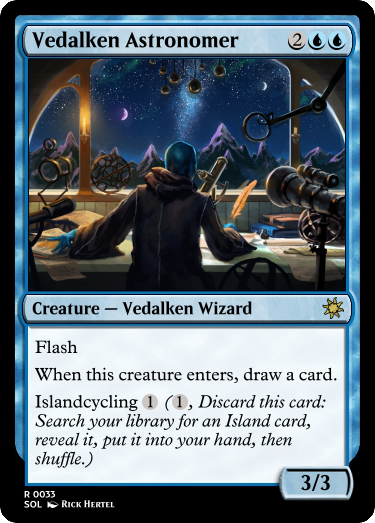 Vedalken Astronomer 2
Creature — Vedalken Wizard
Flash
When this creature enters, draw a card.
Islandcycling 1 (1, Discard this card:
Search your library for an Island card,
reveal it, put it into your hand, then
shuffle.)
3/3
R 0033
SOL Rick Hertel